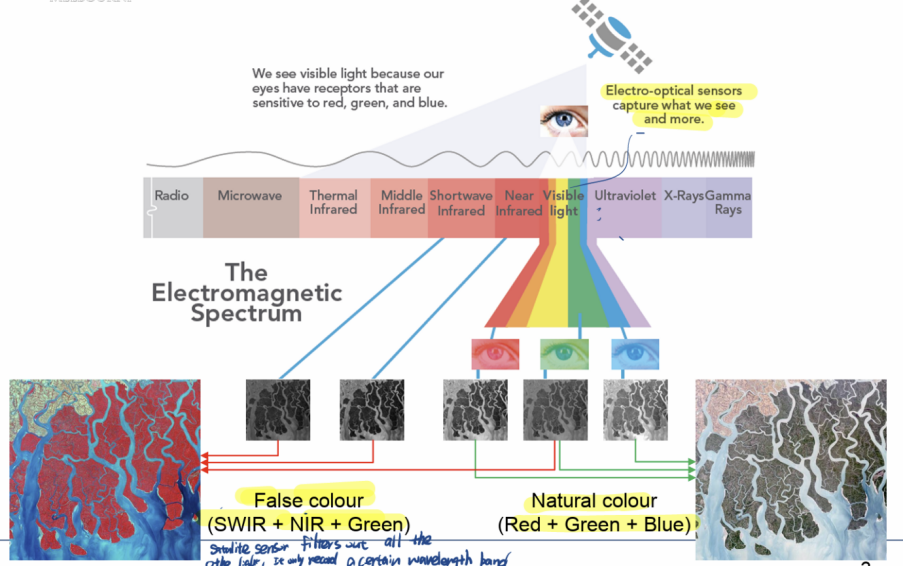 We see visible light because our
eyes have receptors that are
sensitive to red, green, and blue.
Electro-optical sensors
capture what we see
and more.
Radio
Microwave
Thermal
Infrared
Middle
Infrared
Shortwave
Infrared
Near
Infrared
Visible
light
Ultraviolet
X-Rays
Gamma
Rays
The
Electromagnetic
Spectrum
False colour
(SWIR + NIR + Green)
Natural colour
(Red + Green + Blue)
satallite sensor filters out all the
light, it only record a certain wavelength band